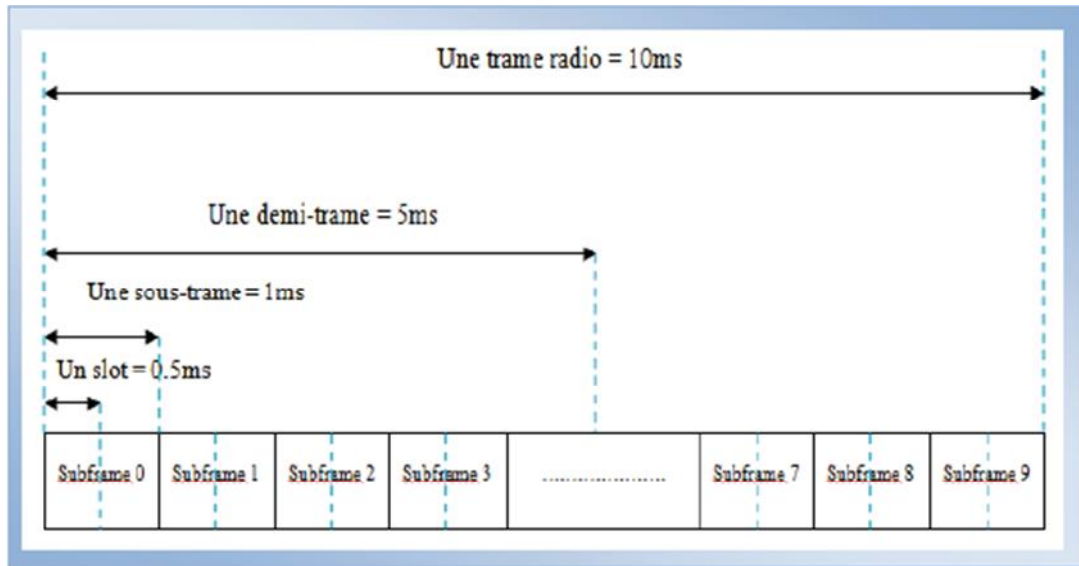 Une trame radio = 10ms
Une demi-trame = 5ms
Une sous-trame = 1ms
Un slot = 0.5ms
Subframe 0 Subframe 1 Subframe 2 Subframe 3 ..................... Subframe 7 Subframe 8 Subframe 9